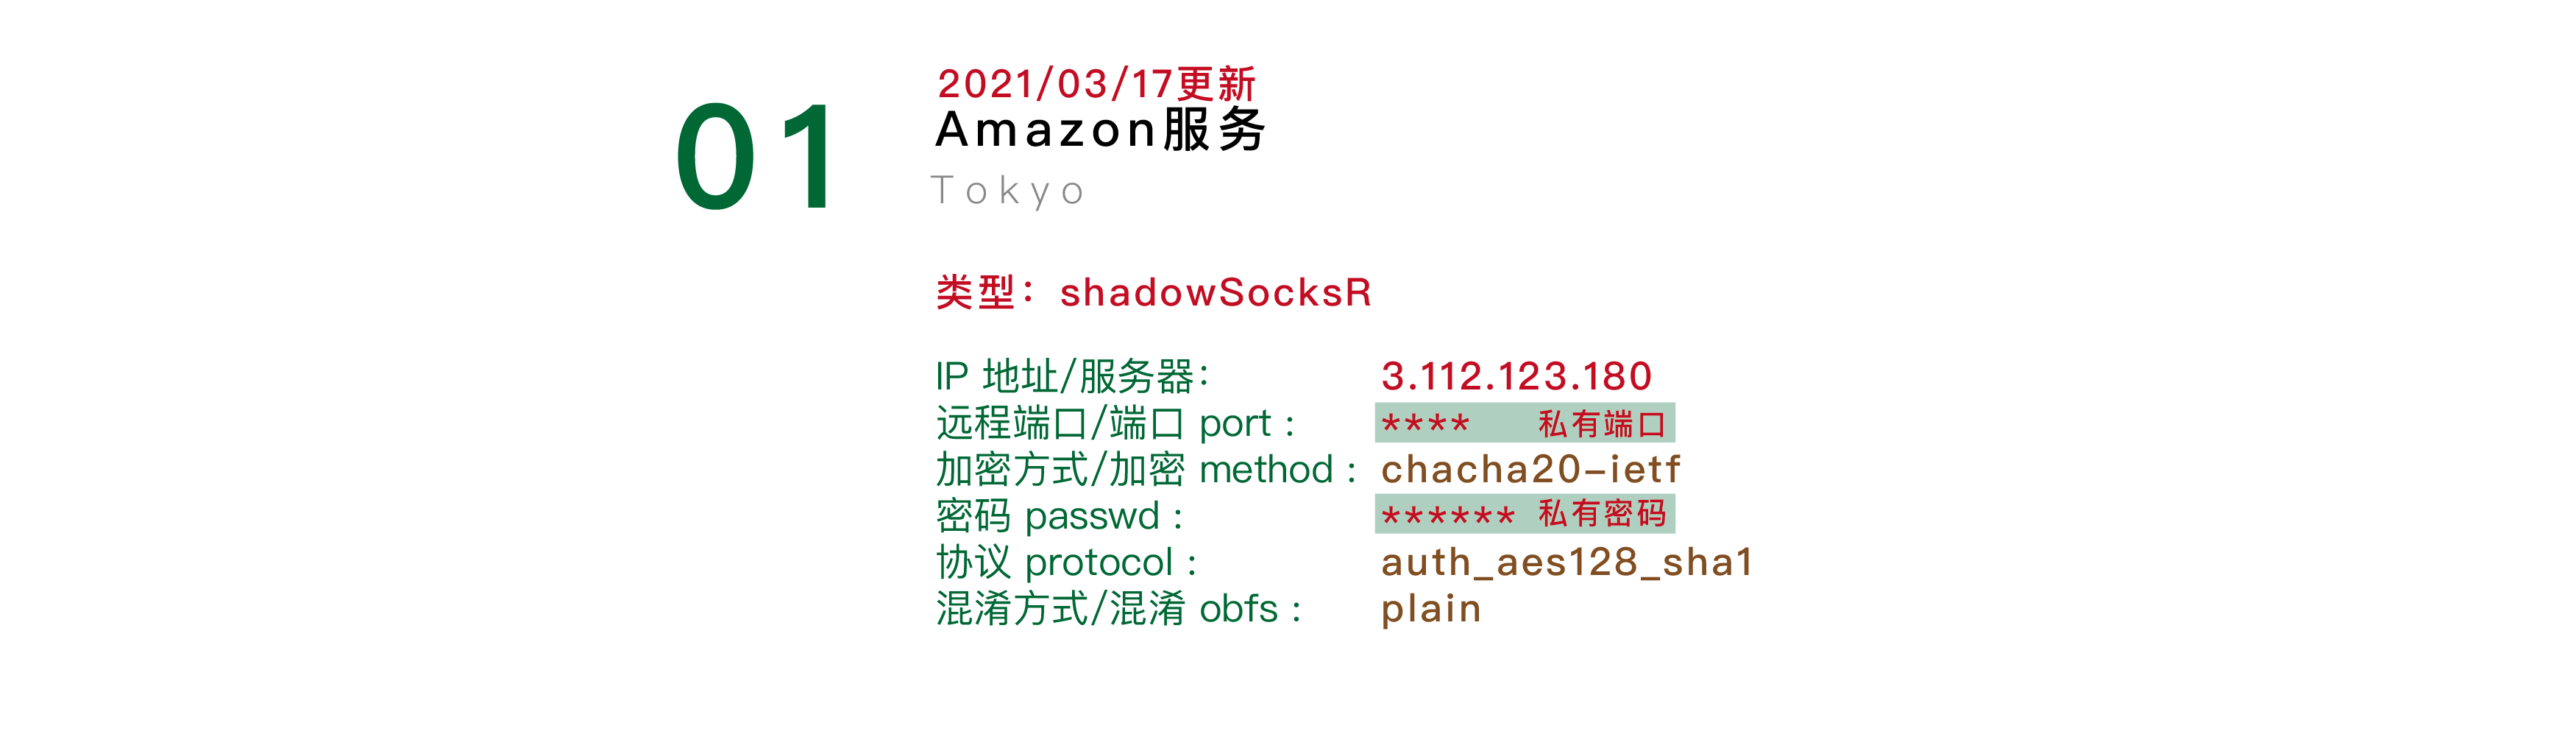 01
2021/03/17更新
Amazon服务
Tokyo
类型：shadowSocksR
IP 地址/服务器： 3.112.123.180
远程端口/端口 port : **** 私有端口
加密方式/加密 method : chacha20-ietf
密码 passwd : ****** 私有密码
协议 protocol : auth_aes128_sha1
混淆方式/混淆 obfs : plain